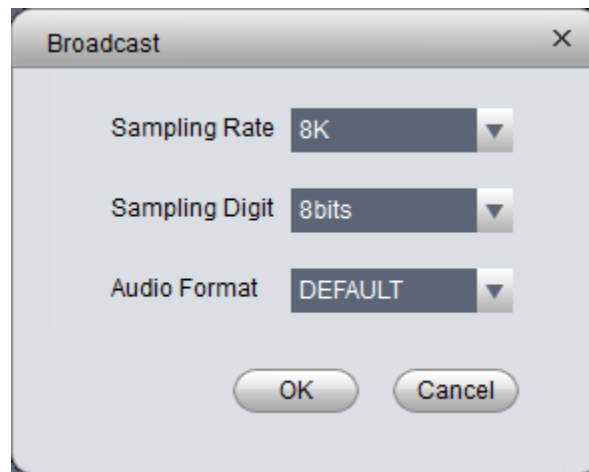 Broadcast
Sampling Rate 8K
Sampling Digit 8bits
Audio Format DEFAULT
OK Cancel